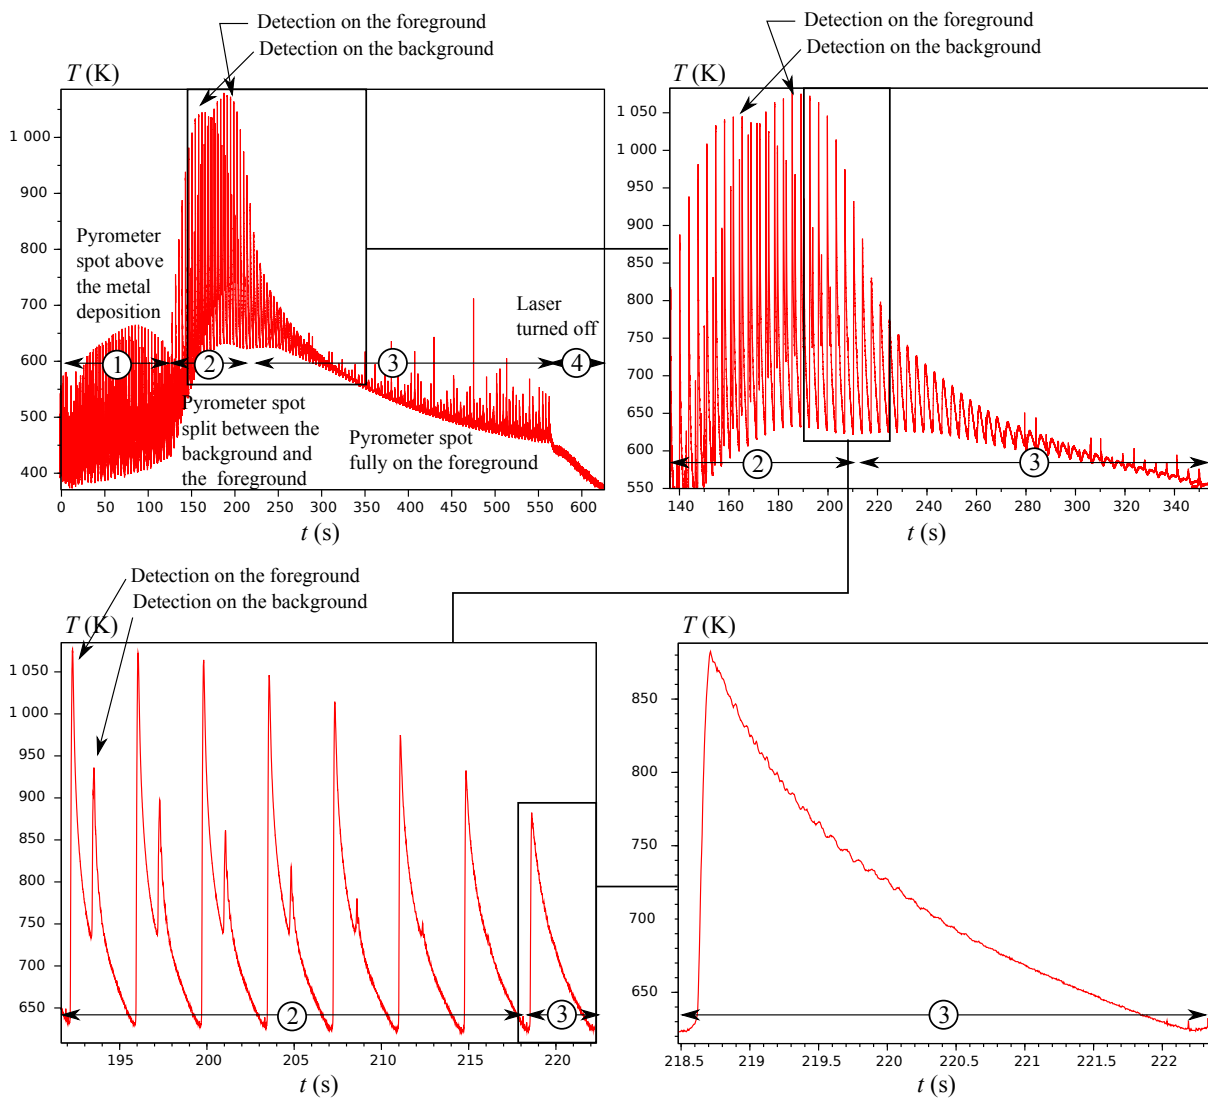 Detection on the foreground
Detection on the background
T (K)
1 000
900
800
700
600
500
400
Pyrometer
spot above
the metal
deposition
Laser
turned off
1
2
3
4
Pyrometer spot
split between the
background and
the foreground
Pyrometer spot
fully on the foreground
0 50 100 150 200 250 300 350 400 450 500 550 600
t (s)
Detection on the foreground
Detection on the background
T (K)
1 050
1 000
950
900
850
800
750
700
650
600
550
2
3
140 160 180 200 220 240 260 280 300 320 340
t (s)
Detection on the foreground
Detection on the background
T (K)
1 050
1 000
950
900
850
800
750
700
650
2
3
195 200 205 210 215 220
t (s)
T (K)
850
800
750
700
650
3
218.5 219 219.5 220 220.5 221 221.5 222
t (s)